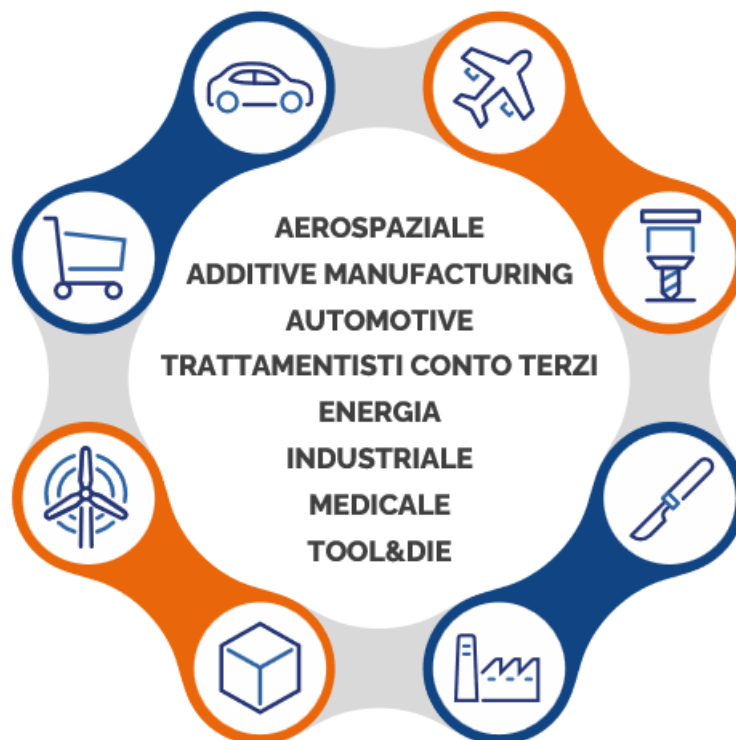 AEROSPAZIALE
ADDITIVE MANUFACTURING
AUTOMOTIVE
TRATTAMENTISTI CONTO TERZI
ENERGIA
INDUSTRIALE
MEDICALE
TOOL&DIE